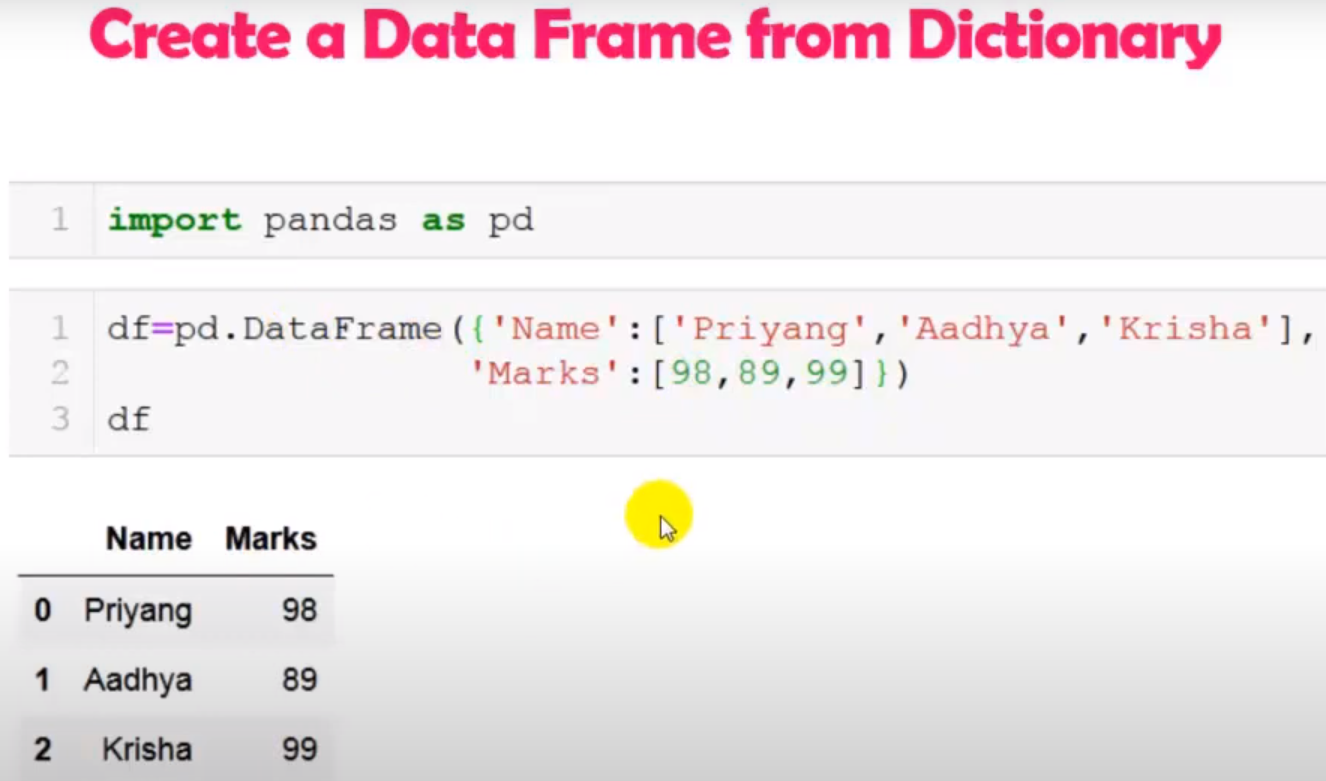 Create a Data Frame from Dictionary
1 import pandas as pd
1 df=pd.DataFrame({'Name':['Priyang','Aadhya','Krisha'],
2 'Marks':[98,89,99]})
3 df
Name Marks
0 Priyang 98
1 Aadhya 89
2 Krisha 99